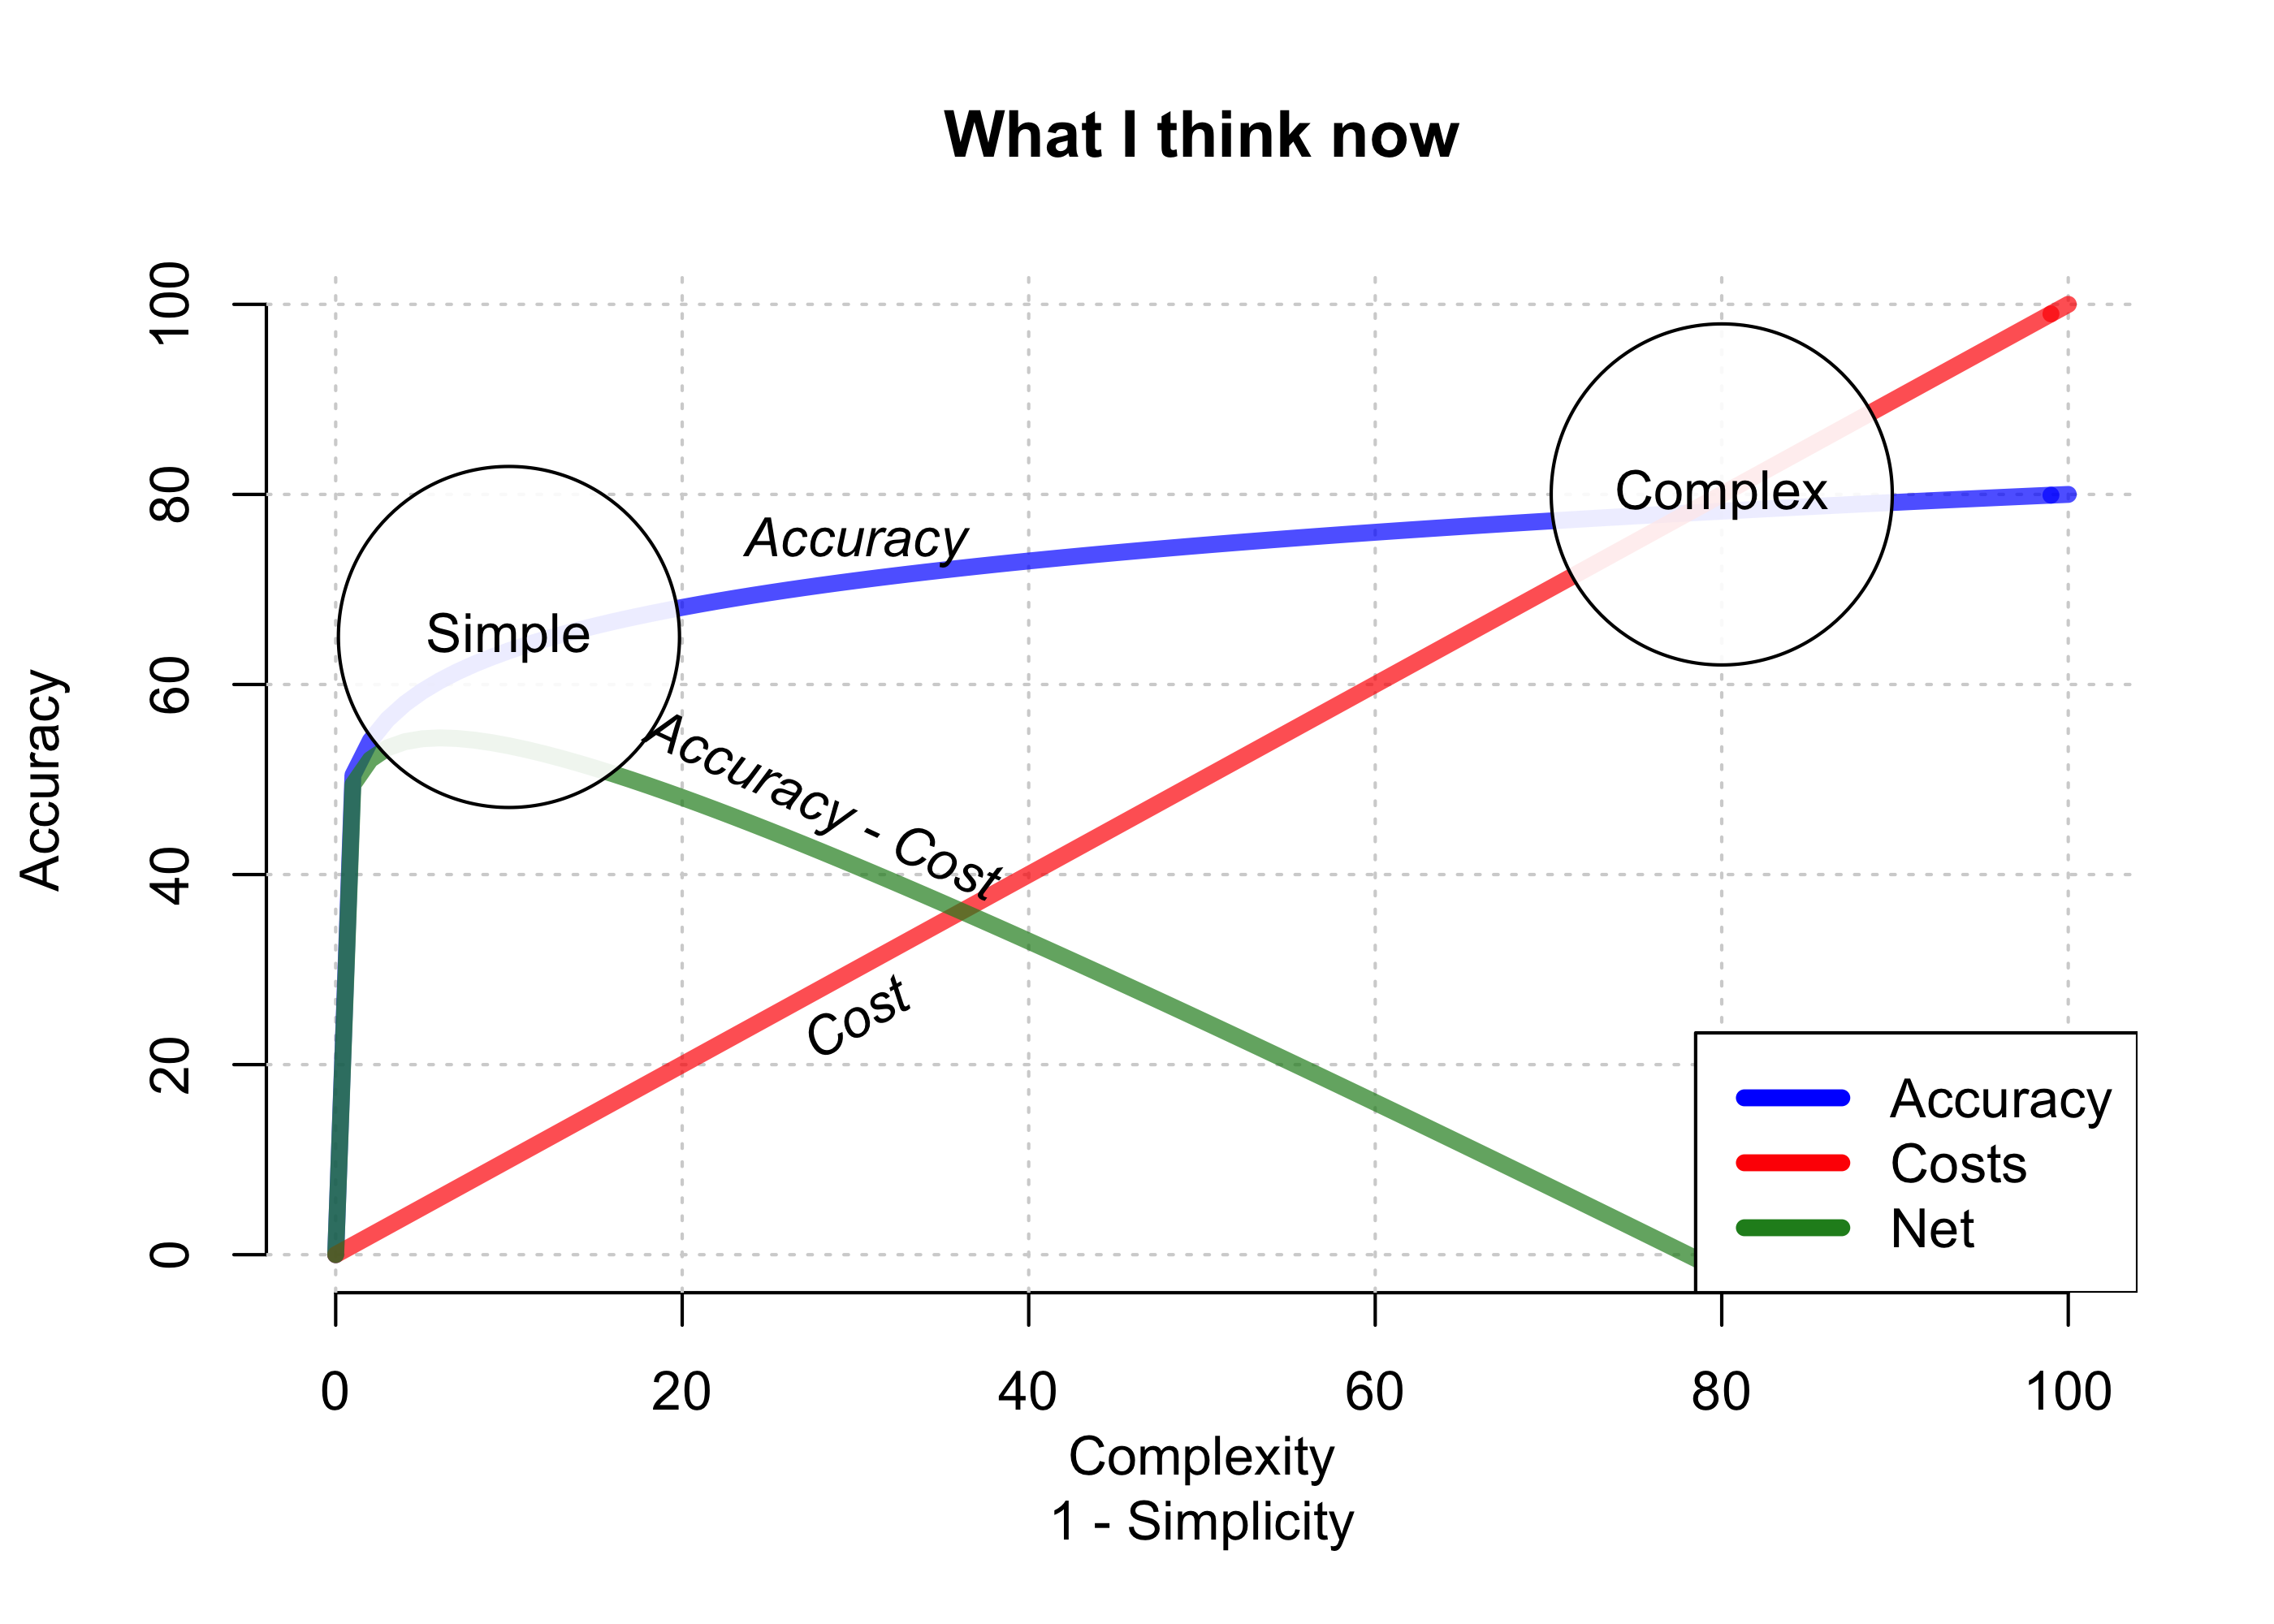 What I think now
Accuracy
100
80
60
40
20
0
Simple
Complex
Accuracy
Accuracy - Cost
Cost
Accuracy
Costs
Net
0 20 40 60 80 100
Complexity
1 - Simplicity